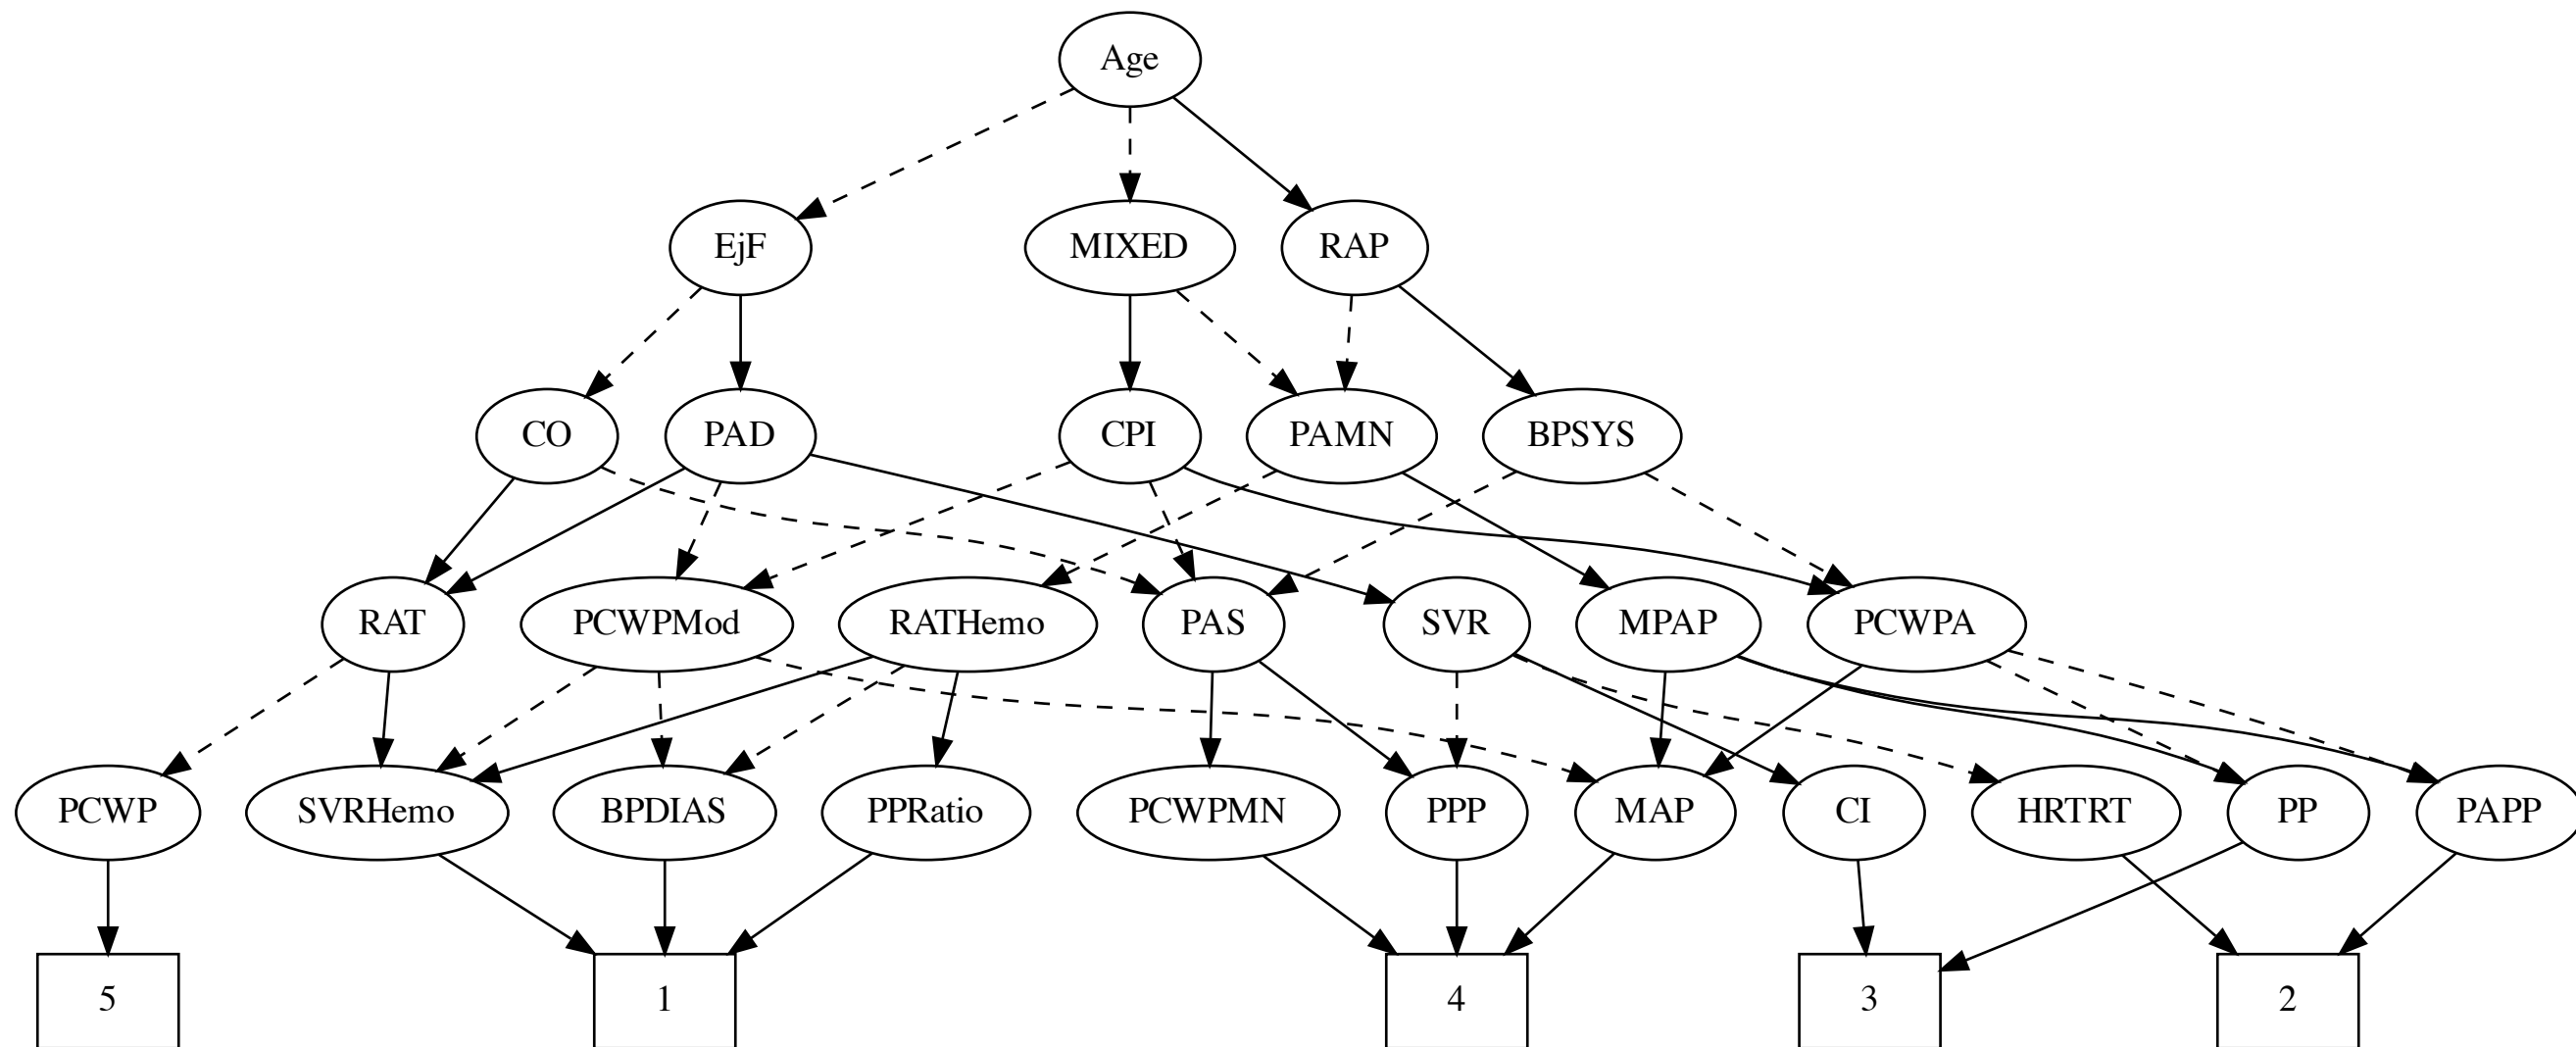 Age
EjF
MIXED
RAP
CO
PAD
CPI
PAMN
BPSYS
RAT
PCWPMod
RATHemo
PAS
SVR
MPAP
PCWPA
PCWP
SVRHemo
BPDIAS
PPRatio
PCWPMN
PPP
MAP
CI
HRTRT
PP
PAPP
5
1
4
3
2